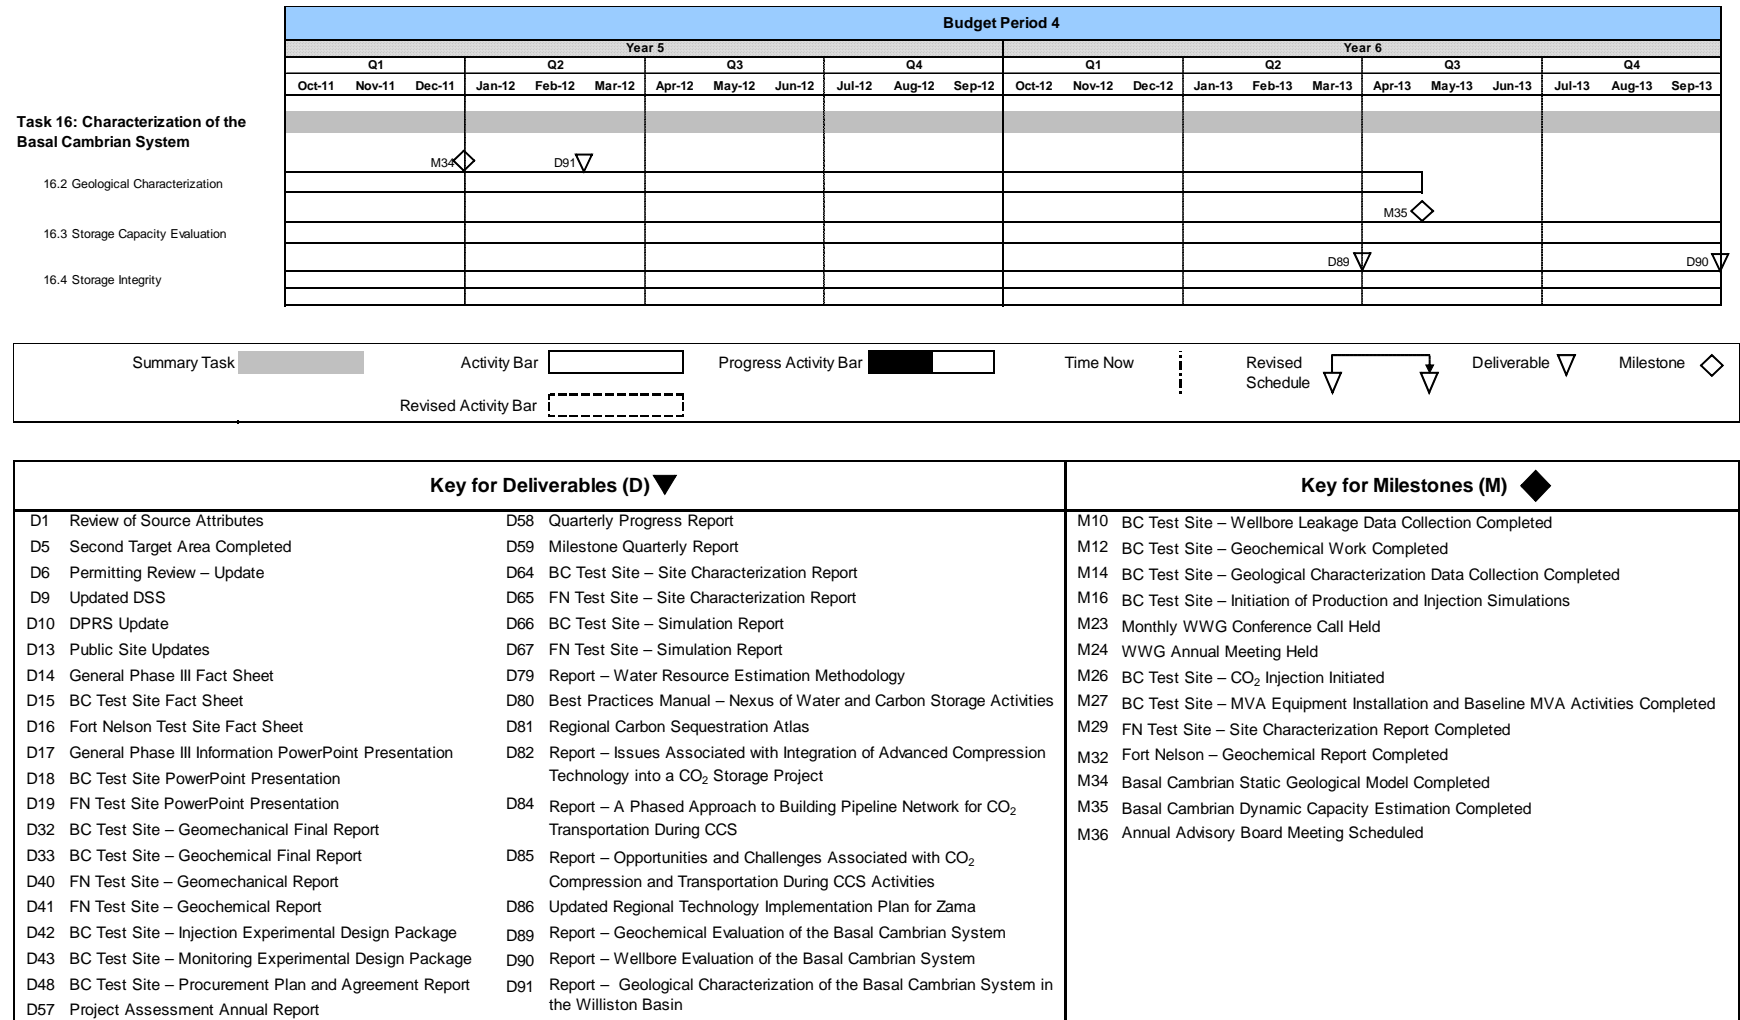 Budget Period 4
Year 5 Year 6
Q1 Q2 Q3 Q4 Q1 Q2 Q3 Q4
Oct-11 Nov-11 Dec-11 Jan-12 Feb-12 Mar-12 Apr-12 May-12 Jun-12 Jul-12 Aug-12 Sep-12 Oct-12 Nov-12 Dec-12 Jan-13 Feb-13 Mar-13 Apr-13 May-13 Jun-13 Jul-13 Aug-13 Sep-13
Task 16: Characterization of the
Basal Cambrian System
M34 D91
16.2 Geological Characterization
M35
16.3 Storage Capacity Evaluation
D89 D90
16.4 Storage Integrity
Summary Task Activity Bar Progress Activity Bar Time Now Revised Schedule Deliverable Milestone
Revised Activity Bar
Key for Deliverables (D)
D1 Review of Source Attributes
D5 Second Target Area Completed
D6 Permitting Review – Update
D9 Updated DSS
D10 DPRS Update
D13 Public Site Updates
D14 General Phase III Fact Sheet
D15 BC Test Site Fact Sheet
D16 Fort Nelson Test Site Fact Sheet
D17 General Phase III Information PowerPoint Presentation
D18 BC Test Site PowerPoint Presentation
D19 FN Test Site PowerPoint Presentation
D32 BC Test Site – Geomechanical Final Report
D33 BC Test Site – Geochemical Final Report
D40 FN Test Site – Geomechanical Report
D41 FN Test Site – Geochemical Report
D42 BC Test Site – Injection Experimental Design Package
D43 BC Test Site – Monitoring Experimental Design Package
D48 BC Test Site – Procurement Plan and Agreement Report
D57 Project Assessment Annual Report
D58 Quarterly Progress Report
D59 Milestone Quarterly Report
D64 BC Test Site – Site Characterization Report
D65 FN Test Site – Site Characterization Report
D66 BC Test Site – Simulation Report
D67 FN Test Site – Simulation Report
D79 Report – Water Resource Estimation Methodology
D80 Best Practices Manual – Nexus of Water and Carbon Storage Activities
D81 Regional Carbon Sequestration Atlas
D82 Report – Issues Associated with Integration of Advanced Compression
Technology into a CO₂ Storage Project
D84 Report – A Phased Approach to Building Pipeline Network for CO₂
Transportation During CCS
D85 Report – Opportunities and Challenges Associated with CO₂
Compression and Transportation During CCS Activities
D86 Updated Regional Technology Implementation Plan for Zama
D89 Report – Geochemical Evaluation of the Basal Cambrian System
D90 Report – Wellbore Evaluation of the Basal Cambrian System
D91 Report – Geological Characterization of the Basal Cambrian System in
the Williston Basin
Key for Milestones (M)
M10 BC Test Site – Wellbore Leakage Data Collection Completed
M12 BC Test Site – Geochemical Work Completed
M14 BC Test Site – Geological Characterization Data Collection Completed
M16 BC Test Site – Initiation of Production and Injection Simulations
M23 Monthly WWG Conference Call Held
M24 WWG Annual Meeting Held
M26 BC Test Site – CO₂ Injection Initiated
M27 BC Test Site – MVA Equipment Installation and Baseline MVA Activities Completed
M29 FN Test Site – Site Characterization Report Completed
M32 Fort Nelson – Geochemical Report Completed
M34 Basal Cambrian Static Geological Model Completed
M35 Basal Cambrian Dynamic Capacity Estimation Completed
M36 Annual Advisory Board Meeting Scheduled